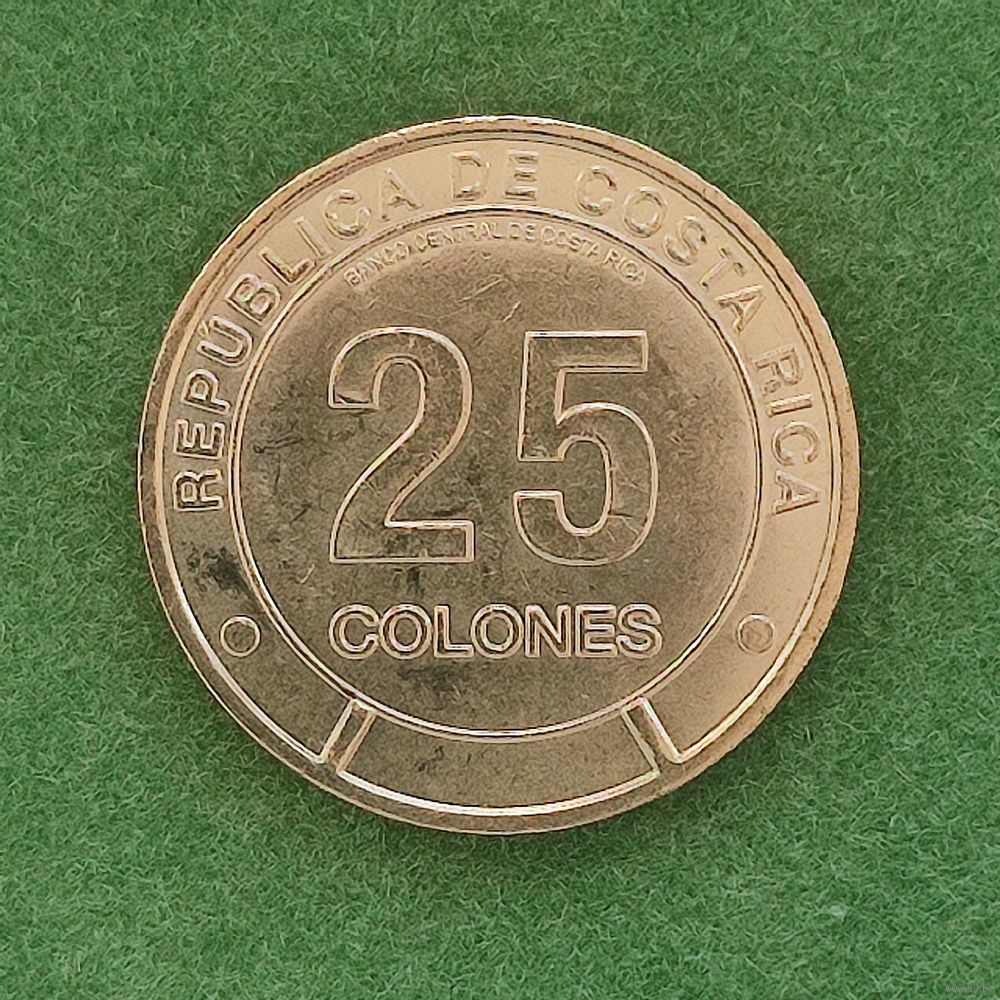 REPÚBLICA DE COSTA RICA
BANCO CENTRAL DE COSTA RICA
25
COLONES